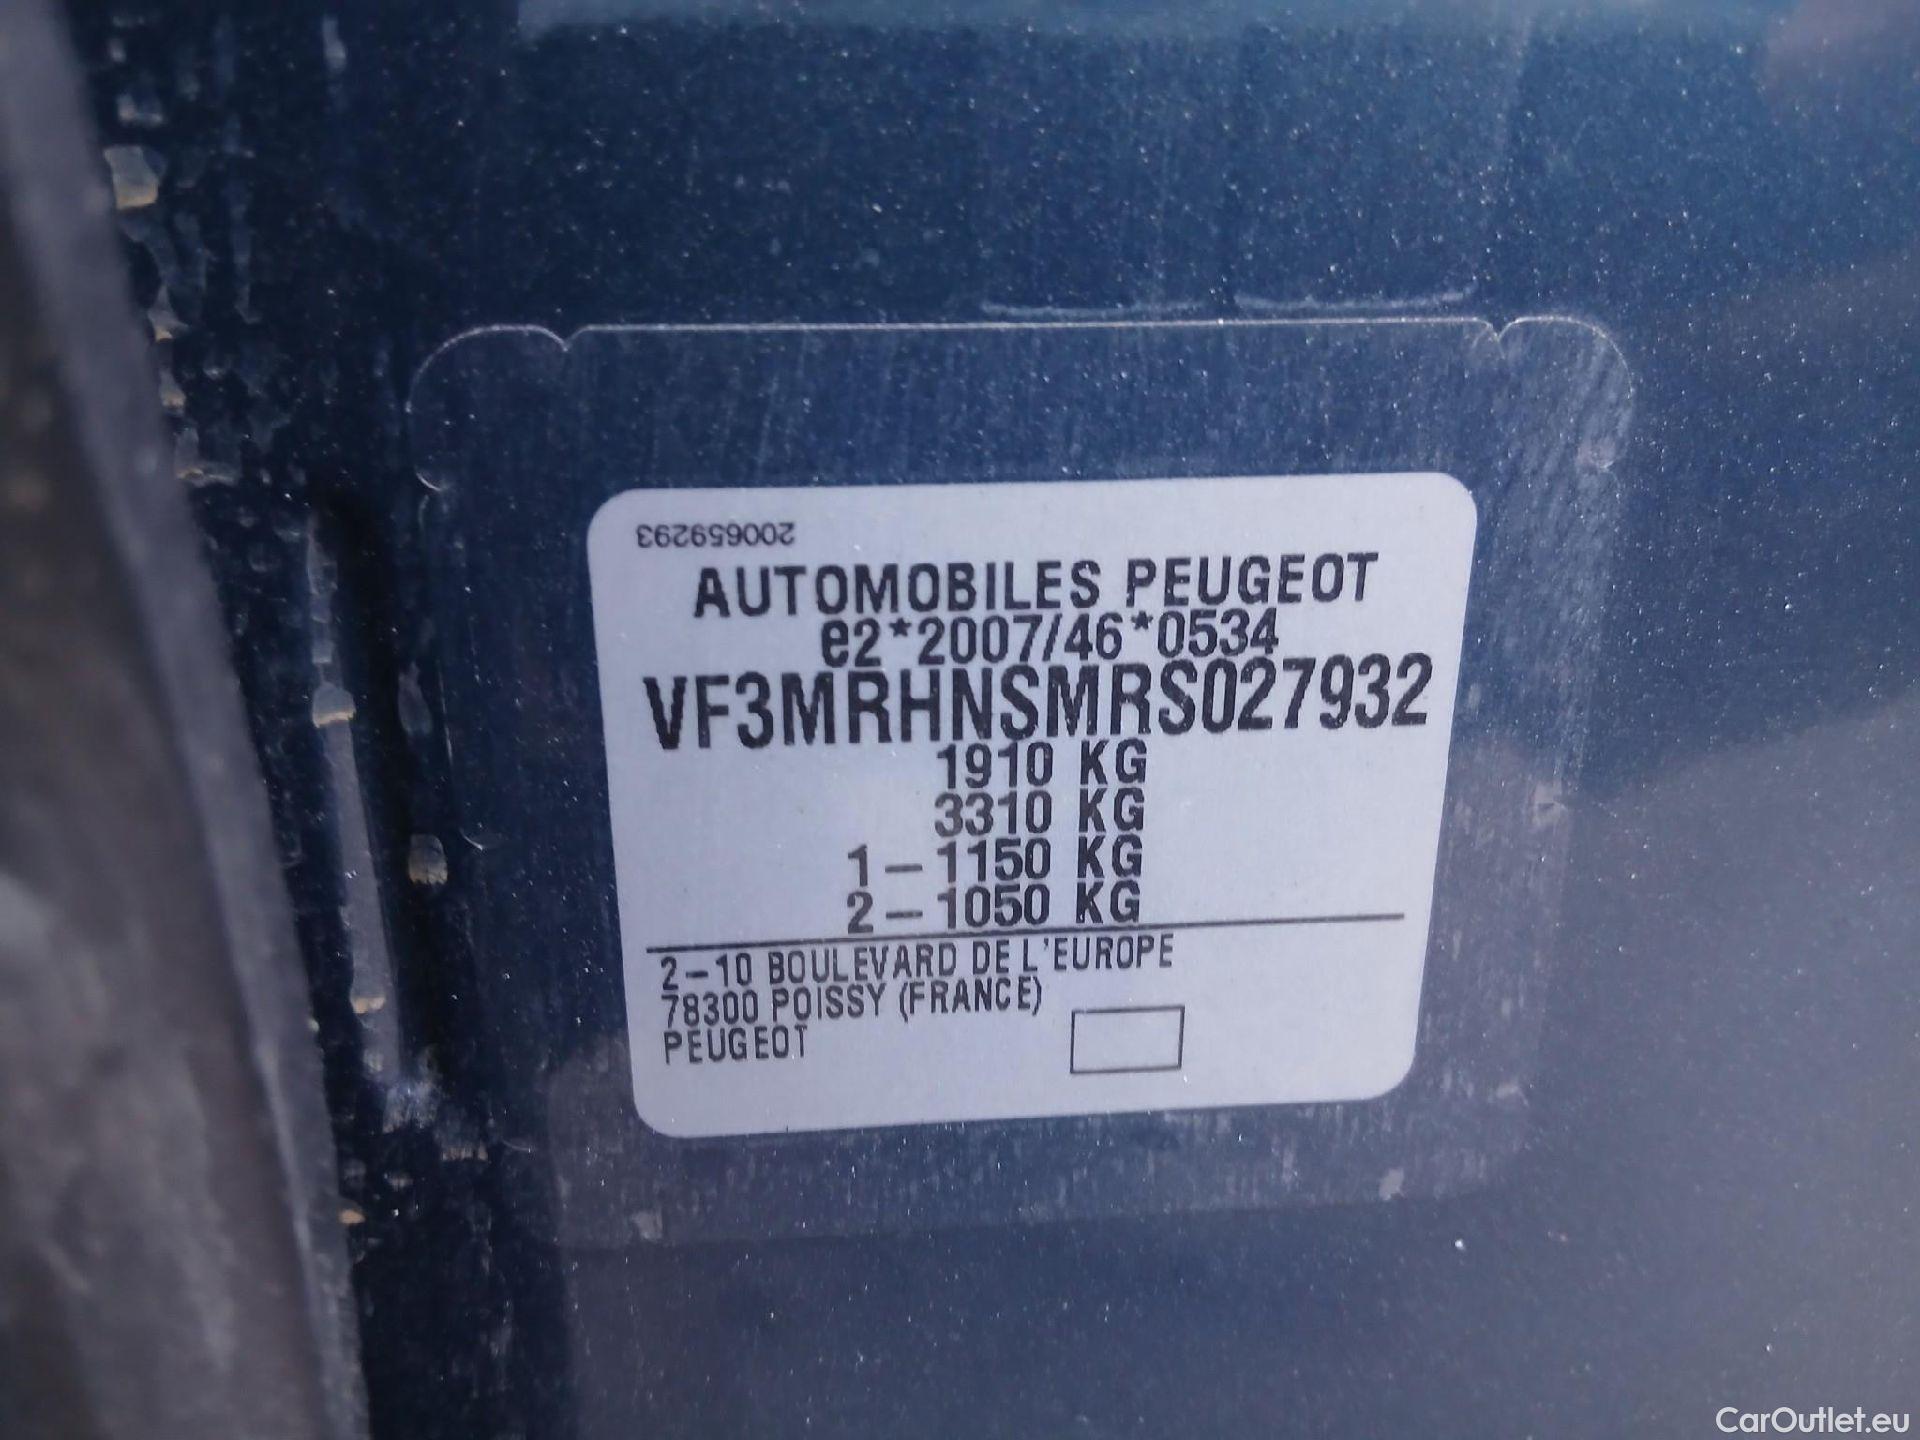 200659293
AUTOMOBILES PEUGEOT
e2*2007/46*0534
VF3MRHNSMRS027932
1910 KG
3310 KG
1-1150 KG
2-1050 KG
2-10 BOULEVARD DE L'EUROPE
78300 POISSY (FRANCE)
PEUGEOT
CarOutlet.eu